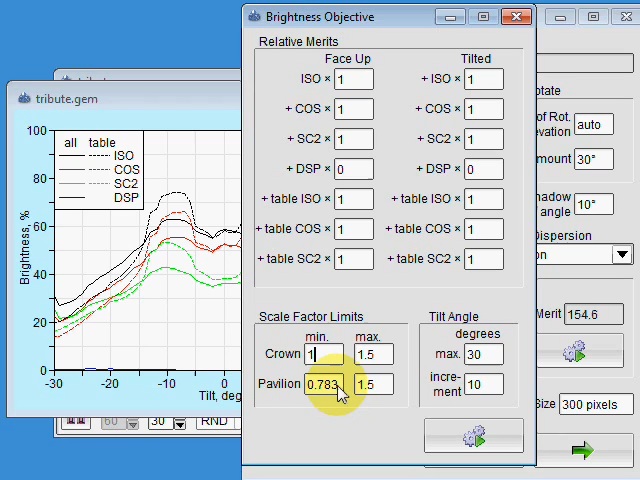 Brightness Objective
tribute
tribute.gem
Relative Merits
Face Up Tilted
ISO × 1 + ISO × 1
+ COS × 1 + COS × 1
+ SC2 × 1 + SC2 × 1
+ DSP × 0 + DSP × 0
+ table ISO × 1 + table ISO × 1
+ table COS × 1 + table COS × 1
+ table SC2 × 1 + table SC2 × 1
Scale Factor Limits
min. max.
Crown 1 1.5
Pavilion 0.783 1.5
Tilt Angle
degrees
max. 30
incre-
ment 10
100
80
60
40
20
0
Brightness, %
all table
ISO
COS
SC2
DSP
-30 -20 -10 0
Tilt, deg
60 30 RND
otate
of Rot.
evation auto
mount 30°
hadow
angle 10°
Dispersion
on
Merit 154.6
Size 300 pixels